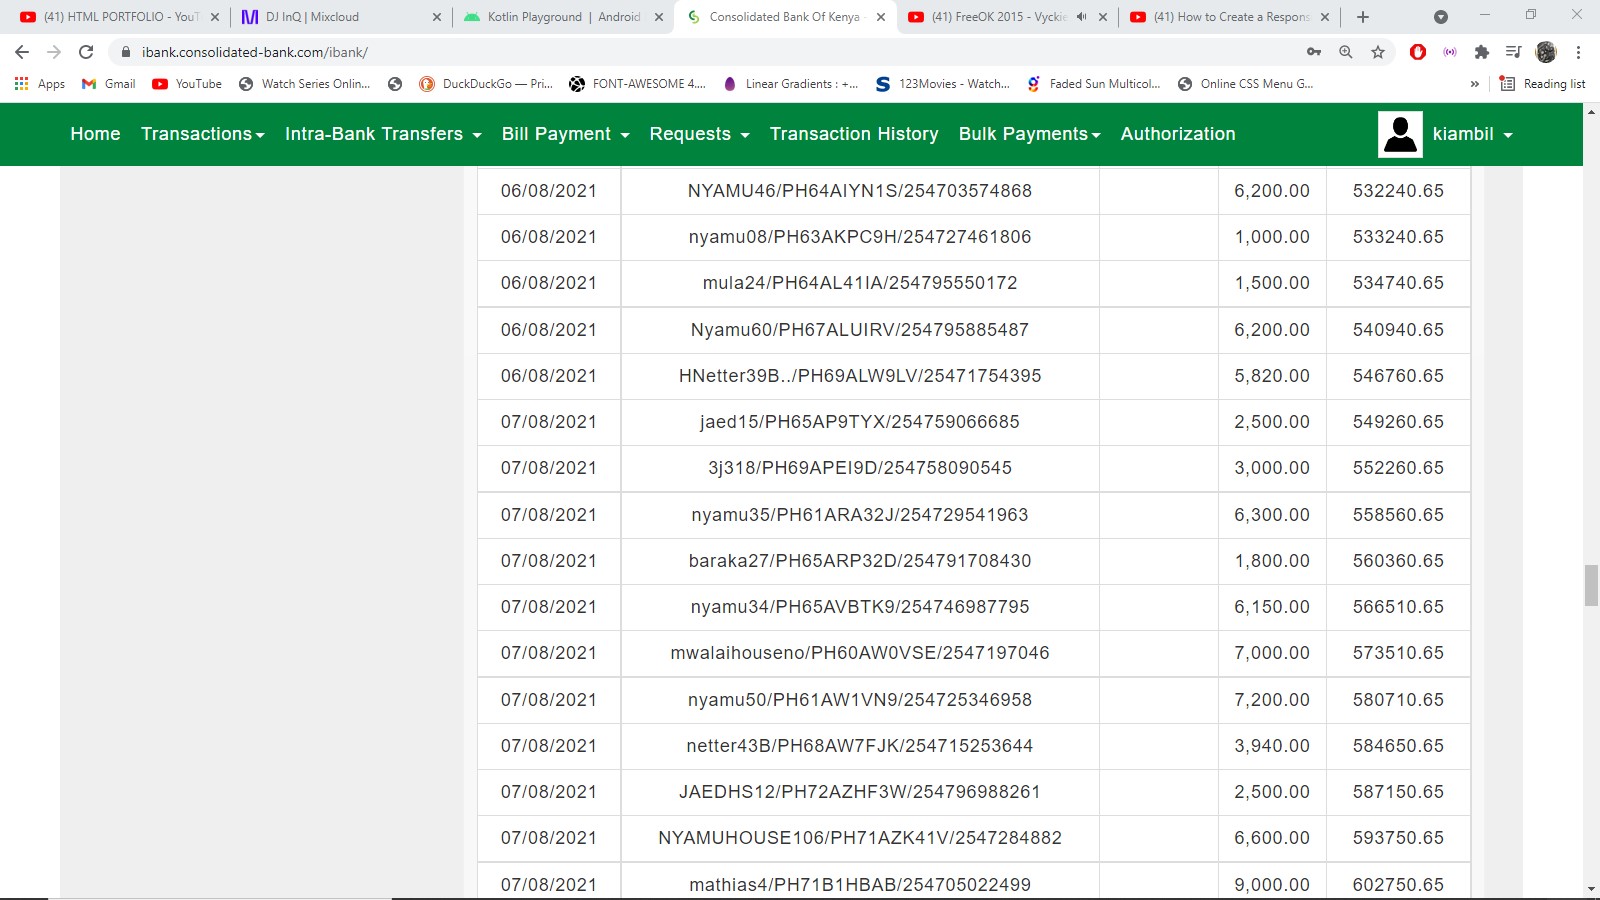 (41) HTML PORTFOLIO - YouT
DJ InQ | Mixcloud
Kotlin Playground | Android
Consolidated Bank Of Kenya -
(41) FreeOK 2015 - Vyckie
(41) How to Create a Respons
ibank.consolidated-bank.com/ibank/
Apps
Gmail
YouTube
Watch Series Onlin...
DuckDuckGo — Pri...
FONT-AWESOME 4....
Linear Gradients : +...
123Movies - Watch...
Faded Sun Multicol...
Online CSS Menu G...
»
Reading list
Home Transactions Intra-Bank Transfers Bill Payment Requests Transaction History Bulk Payments Authorization kiambil
06/08/2021 NYAMU46/PH64AIYN1S/254703574868 6,200.00 532240.65
06/08/2021 nyamu08/PH63AKPC9H/254727461806 1,000.00 533240.65
06/08/2021 mula24/PH64AL41IA/254795550172 1,500.00 534740.65
06/08/2021 Nyamu60/PH67ALUIRV/254795885487 6,200.00 540940.65
06/08/2021 HNetter39B../PH69ALW9LV/25471754395 5,820.00 546760.65
07/08/2021 jaed15/PH65AP9TYX/254759066685 2,500.00 549260.65
07/08/2021 3j318/PH69APEI9D/254758090545 3,000.00 552260.65
07/08/2021 nyamu35/PH61ARA32J/254729541963 6,300.00 558560.65
07/08/2021 baraka27/PH65ARP32D/254791708430 1,800.00 560360.65
07/08/2021 nyamu34/PH65AVBTK9/254746987795 6,150.00 566510.65
07/08/2021 mwalaihouseno/PH60AW0VSE/2547197046 7,000.00 573510.65
07/08/2021 nyamu50/PH61AW1VN9/254725346958 7,200.00 580710.65
07/08/2021 netter43B/PH68AW7FJK/254715253644 3,940.00 584650.65
07/08/2021 JAEDHS12/PH72AZHF3W/254796988261 2,500.00 587150.65
07/08/2021 NYAMUHOUSE106/PH71AZK41V/2547284882 6,600.00 593750.65
07/08/2021 mathias4/PH71B1HBAB/254705022499 9,000.00 602750.65